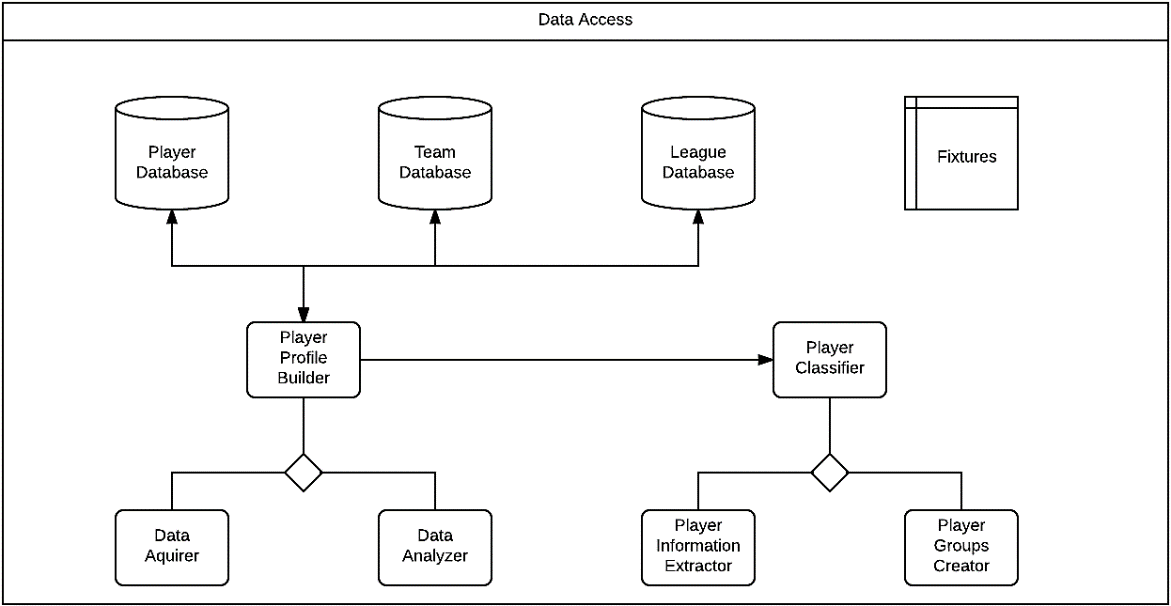 Data Access
Player
Database
Team
Database
League
Database
Fixtures
Player
Profile
Builder
Player
Classifier
Data
Aquirer
Data
Analyzer
Player
Information
Extractor
Player
Groups
Creator